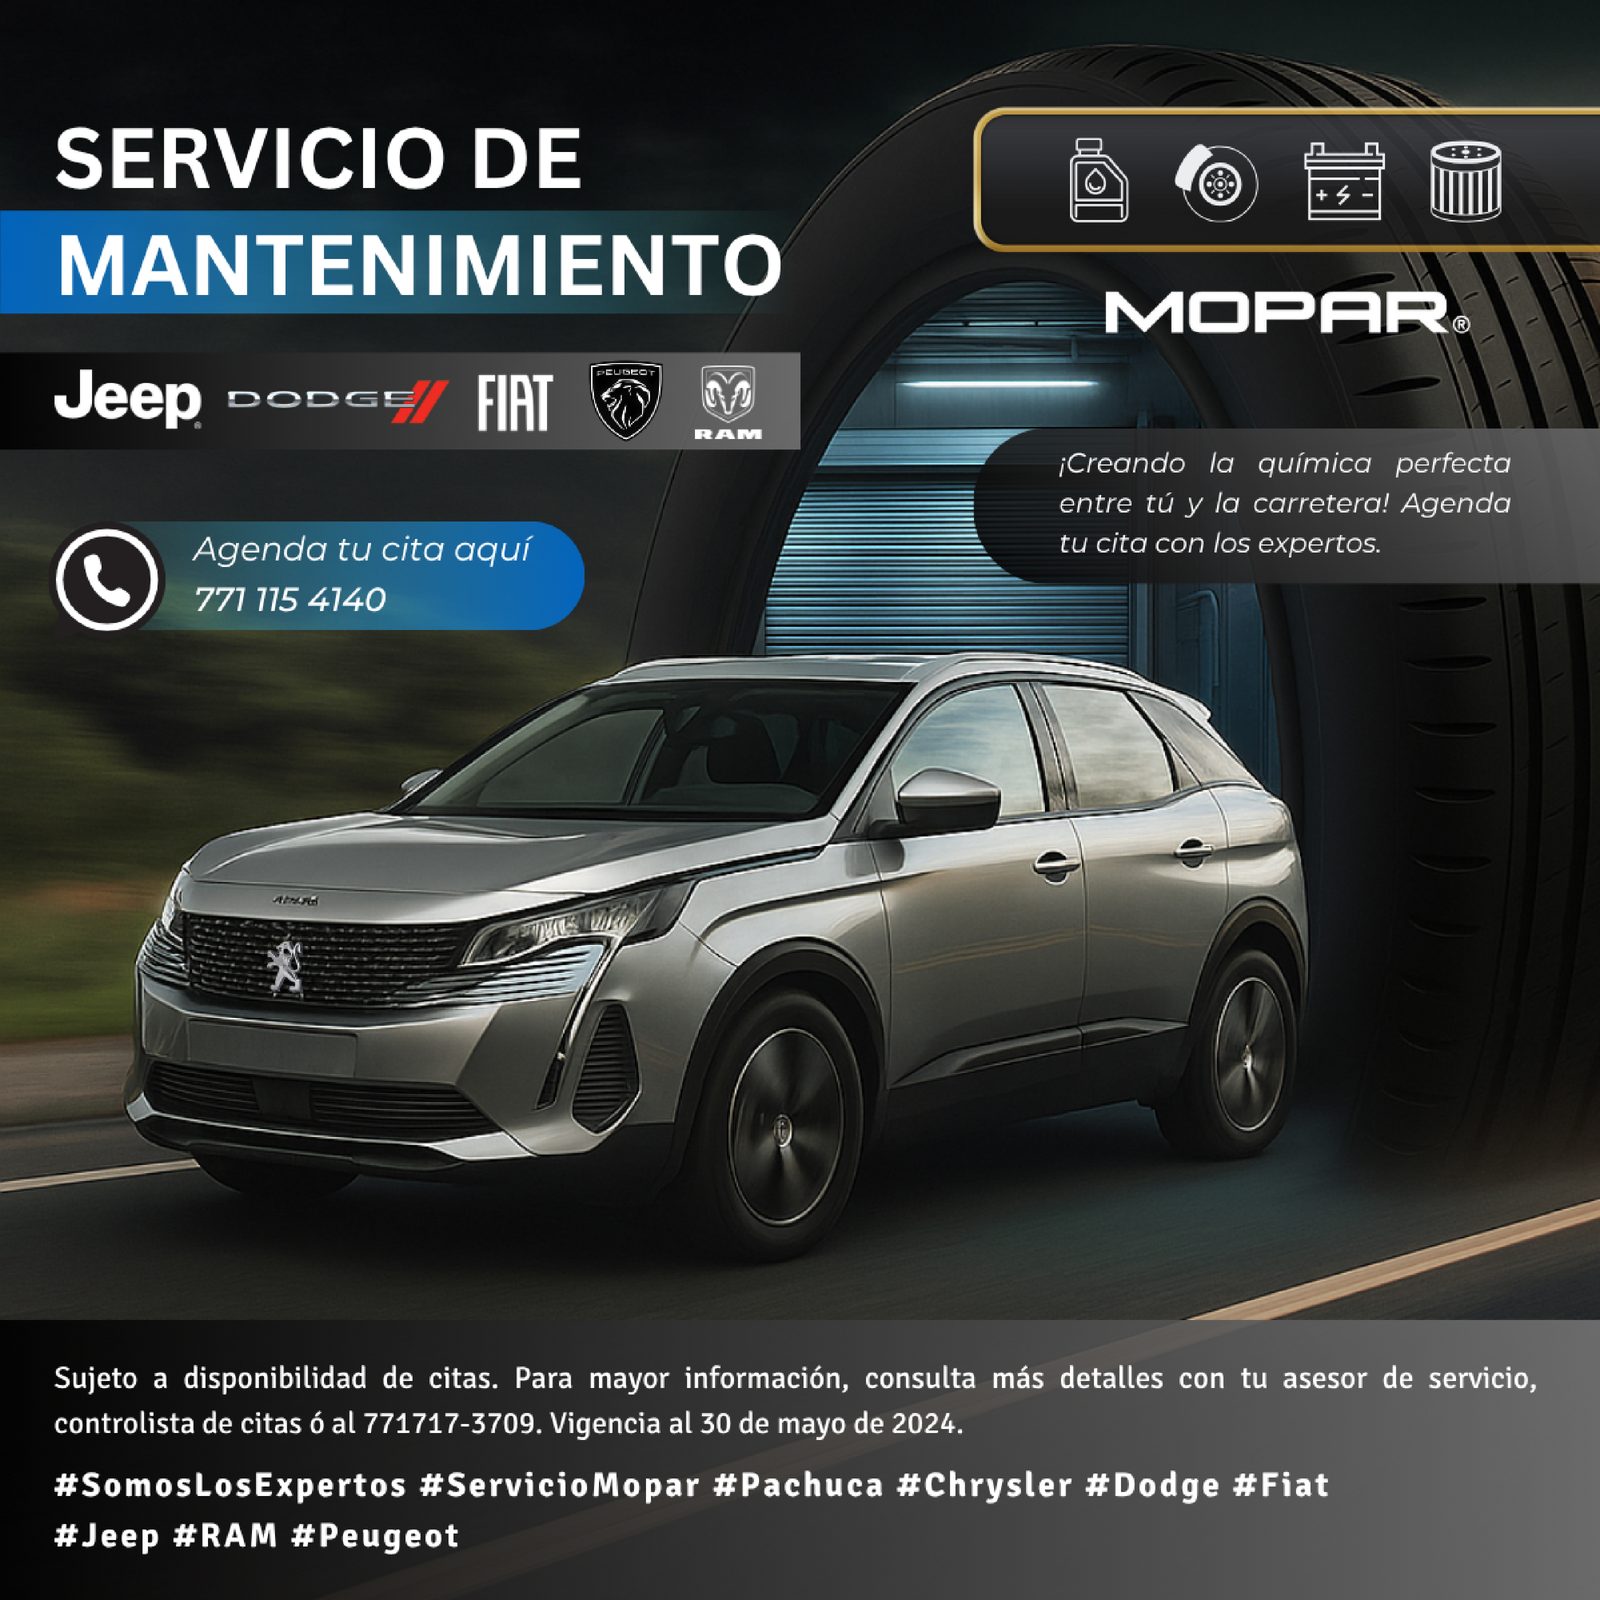 SERVICIO DE
MANTENIMIENTO
Jeep®
DODGE
FIAT
PEUGEOT
RAM
MOPAR®
¡Creando la química perfecta
entre tú y la carretera! Agenda
tu cita con los expertos.
Agenda tu cita aquí
771 115 4140
Sujeto a disponibilidad de citas. Para mayor información, consulta más detalles con tu asesor de servicio,
controlista de citas ó al 771717-3709. Vigencia al 30 de mayo de 2024.
#SomosLosExpertos #ServicioMopar #Pachuca #Chrysler #Dodge #Fiat
#Jeep #RAM #Peugeot